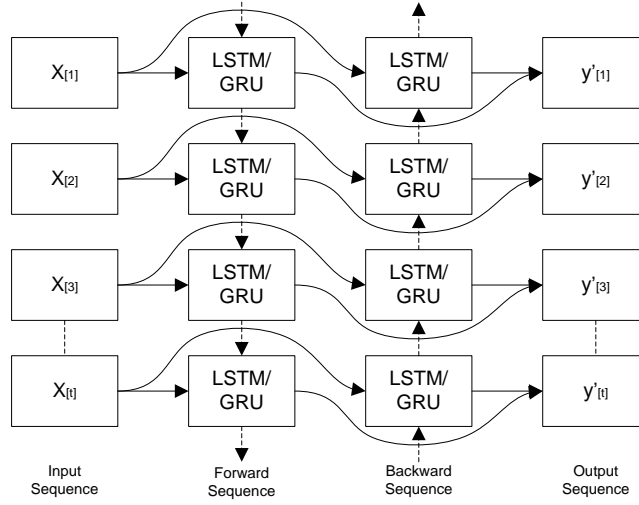 X[1]
LSTM/
GRU
LSTM/
GRU
y'[1]
X[2]
LSTM/
GRU
LSTM/
GRU
y'[2]
X[3]
LSTM/
GRU
LSTM/
GRU
y'[3]
X[t]
LSTM/
GRU
LSTM/
GRU
y'[t]
Input
Sequence
Forward
Sequence
Backward
Sequence
Output
Sequence